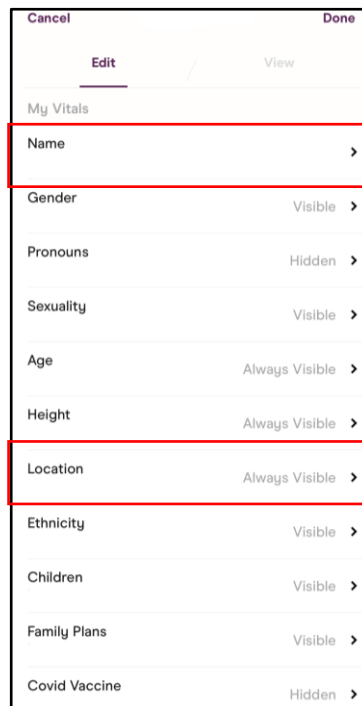 Cancel Done
Edit View
My Vitals
Name
Gender Visible
Pronouns Hidden
Sexuality Visible
Age Always Visible
Height Always Visible
Location Always Visible
Ethnicity Visible
Children Visible
Family Plans Visible
Covid Vaccine Hidden